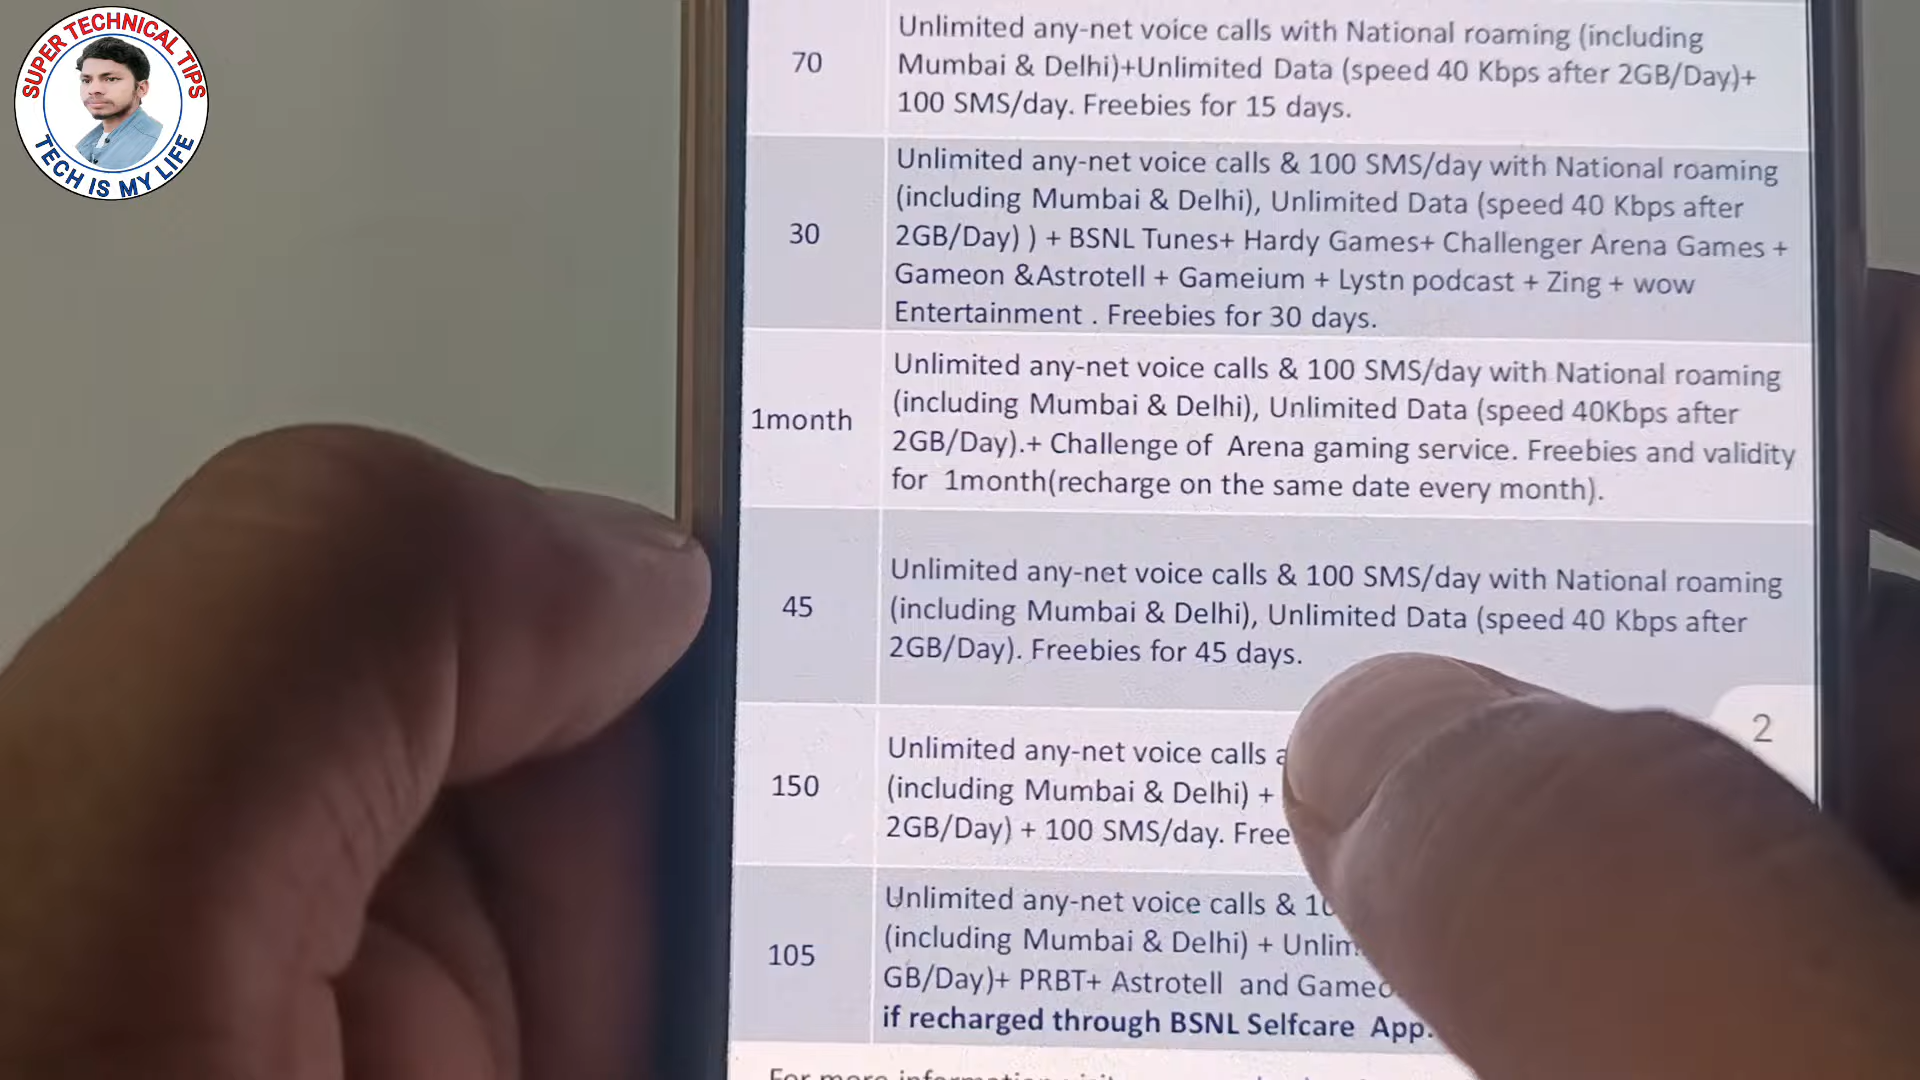 SUPER TECHNICAL TIPS
TECH IS MY LIFE
70
Unlimited any-net voice calls with National roaming (including
Mumbai & Delhi)+Unlimited Data (speed 40 Kbps after 2GB/Day)+
100 SMS/day. Freebies for 15 days.
30
Unlimited any-net voice calls & 100 SMS/day with National roaming
(including Mumbai & Delhi), Unlimited Data (speed 40 Kbps after
2GB/Day) ) + BSNL Tunes+ Hardy Games+ Challenger Arena Games +
Gameon &Astrotell + Gameium + Lystn podcast + Zing + wow
Entertainment . Freebies for 30 days.
1month
Unlimited any-net voice calls & 100 SMS/day with National roaming
(including Mumbai & Delhi), Unlimited Data (speed 40Kbps after
2GB/Day).+ Challenge of Arena gaming service. Freebies and validity
for 1month(recharge on the same date every month).
45
Unlimited any-net voice calls & 100 SMS/day with National roaming
(including Mumbai & Delhi), Unlimited Data (speed 40 Kbps after
2GB/Day). Freebies for 45 days.
2
150
Unlimited any-net voice calls
(including Mumbai & Delhi) +
2GB/Day) + 100 SMS/day.
105
Unlimited any-net voice calls &
(including Mumbai & Delhi) +
GB/Day)+ PRBT+ Astrotell and
if recharged through BSNL Selfcare App.
For more information